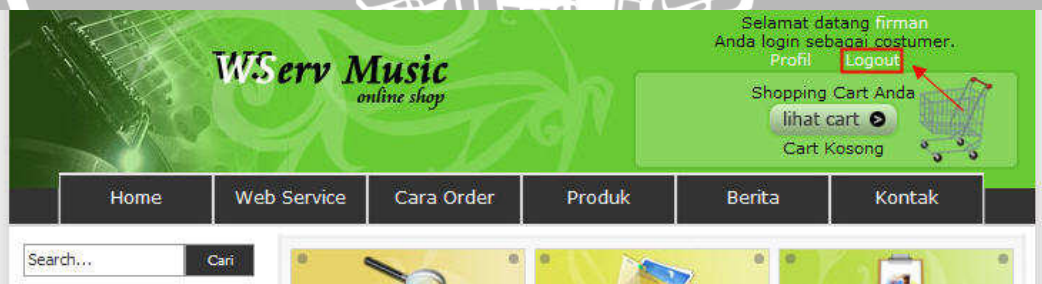 Selamat datang firman
Anda login sebagai costumer.
Profil Logout
WServ Music
online shop
Shopping Cart Anda
lihat cart
Cart Kosong
Home Web Service Cara Order Produk Berita Kontak
Search... Cari